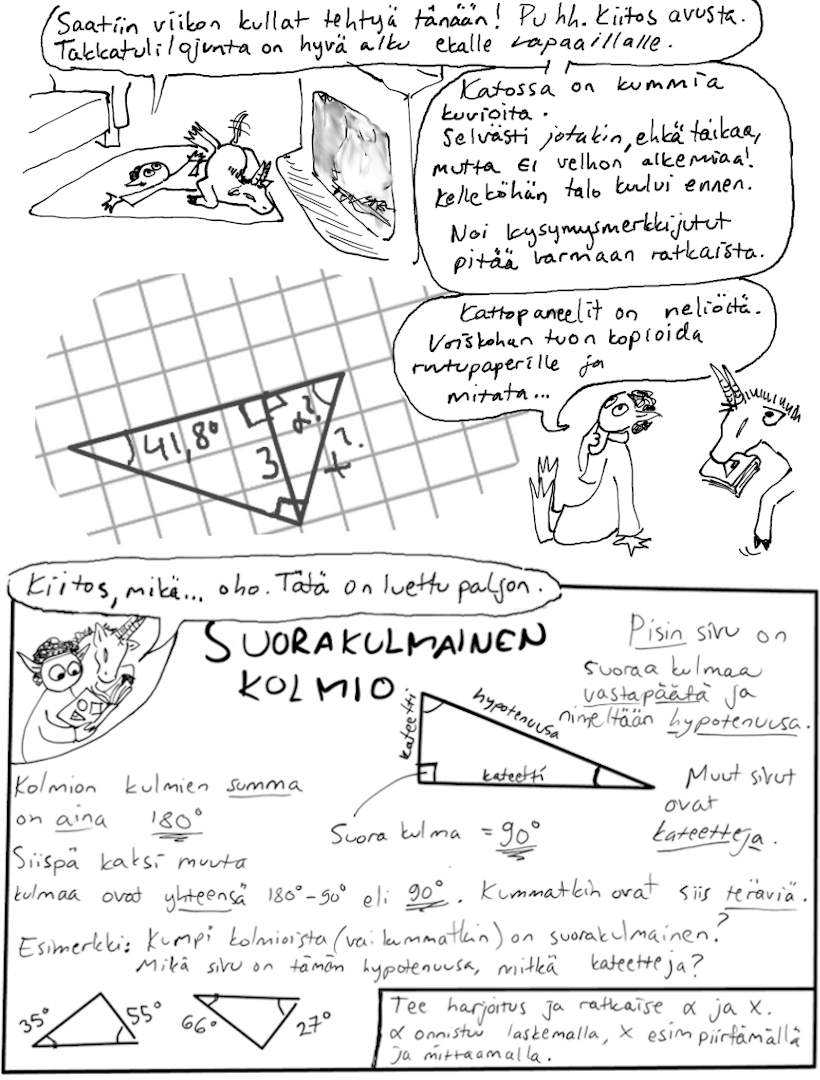 Saatiin viikon kullat tehtyä tänään! Puhh. Kiitos avusta.
Takkatulilojunta on hyvä alku ekalle vapaaillalle.
Katossa on kummia
kuvioita.
Selvästi jotakin, ehkä taikaa,
mutta EI velhon alkemiaa!
Kelleköhän talo kuului ennen.
Noi kysymysmerkkijutut
pitää varmaan ratkaista.
Kattopaneelit on neliöitä.
Voiskohan tuon kopioida
ruutupaperille ja
mitata...
41,8°
α?
3
x?
Kiitos, mikä... oho. Tätä on luettu paljon.
SUORAKULMAINEN
KOLMIO
Pisin sivu on
suoraa kulmaa
vastapäätä ja
nimeltään hypotenuusa.
kateetti
hypotenuusa
kateetti
Kolmion kulmien summa
on aina 180°
Suora kulma = 90°
Muut sivut
ovat
kateetteja.
Siispä kaksi muuta
kulmaa ovat yhteensä 180°-90° eli 90°. Kummatkin ovat siis teräviä.
Esimerkki: Kumpi kolmioista (vai kummatkin) on suorakulmainen?
Mikä sivu on tämän hypotenuusa, mitkä kateetteja?
35°
55°
66°
27°
Tee harjoitus ja ratkaise α ja x.
α onnistuu laskemalla, x esim piirtämällä
ja mittaamalla.